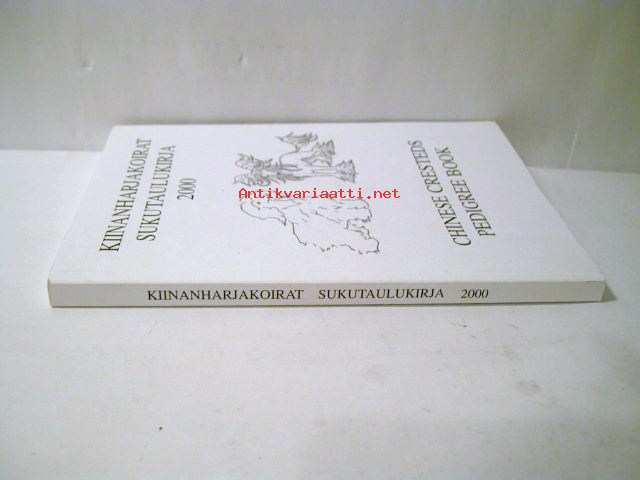 KIINANHARJAKOIRAT
SUKUTAULUKIRJA
2000
Antikvariaatti.net
CHINESE CRESTEDS
PEDIGREE BOOK
KIINANHARJAKOIRAT SUKUTAULUKIRJA 2000